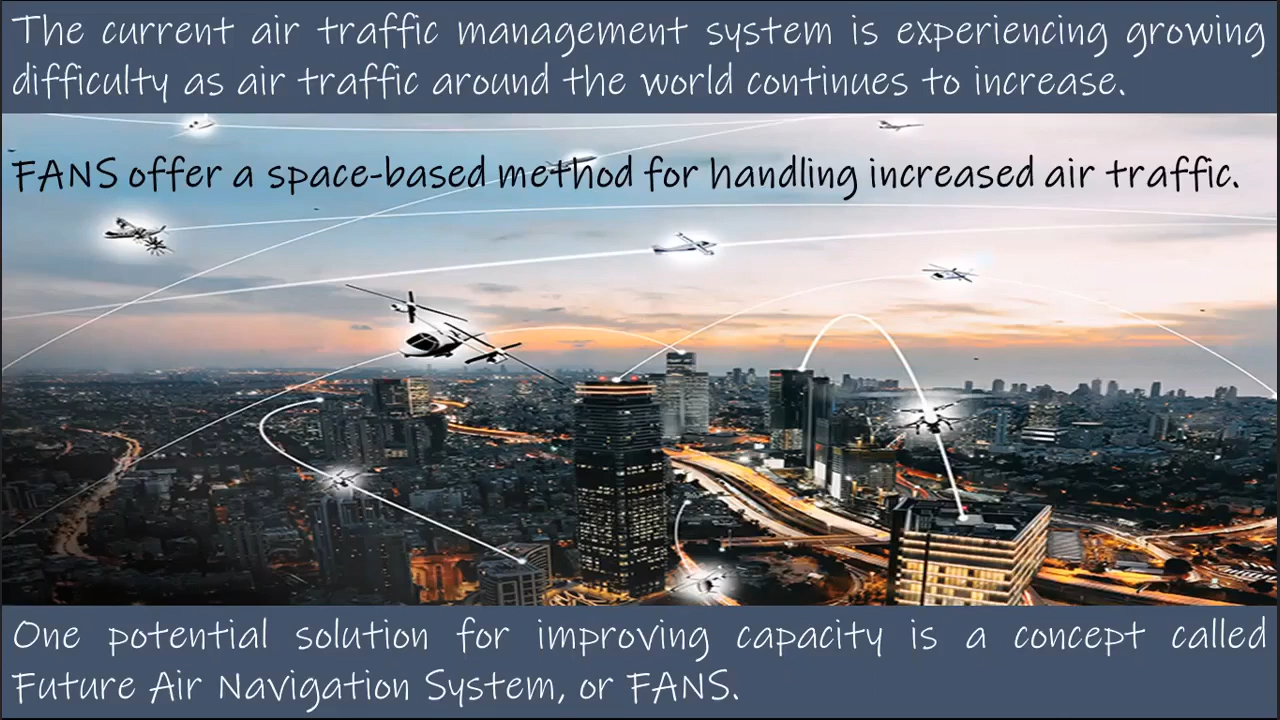 The current air traffic management system is experiencing growing
difficulty as air traffic around the world continues to increase.
FANS offer a space-based method for handling increased air traffic.
One potential solution for improving capacity is a concept called
Future Air Navigation System, or FANS.